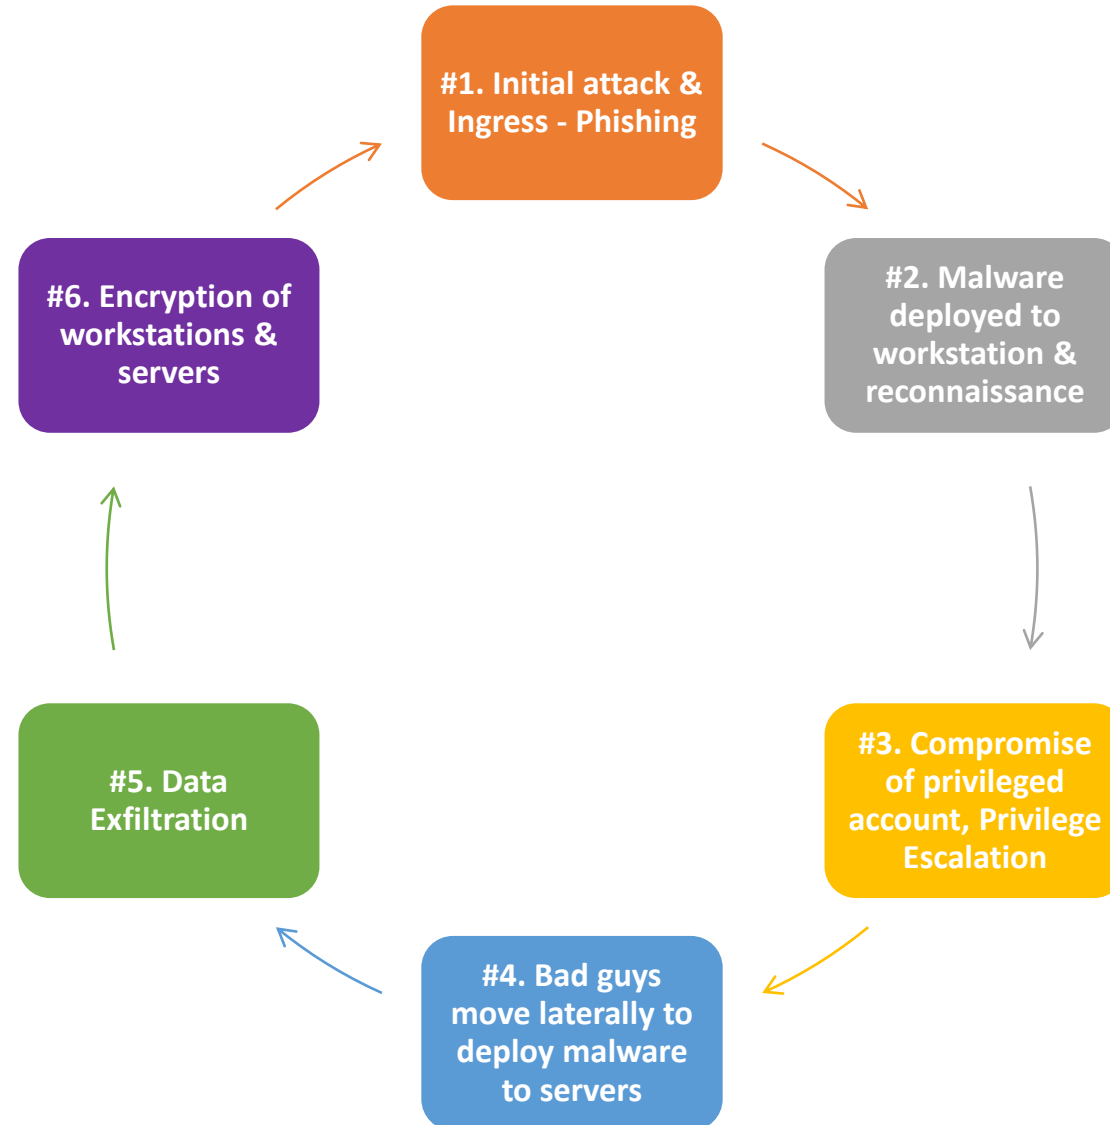 #1. Initial attack &
Ingress - Phishing
#2. Malware
deployed to
workstation &
reconnaissance
#3. Compromise
of privileged
account, Privilege
Escalation
#4. Bad guys
move laterally to
deploy malware
to servers
#5. Data
Exfiltration
#6. Encryption of
workstations &
servers